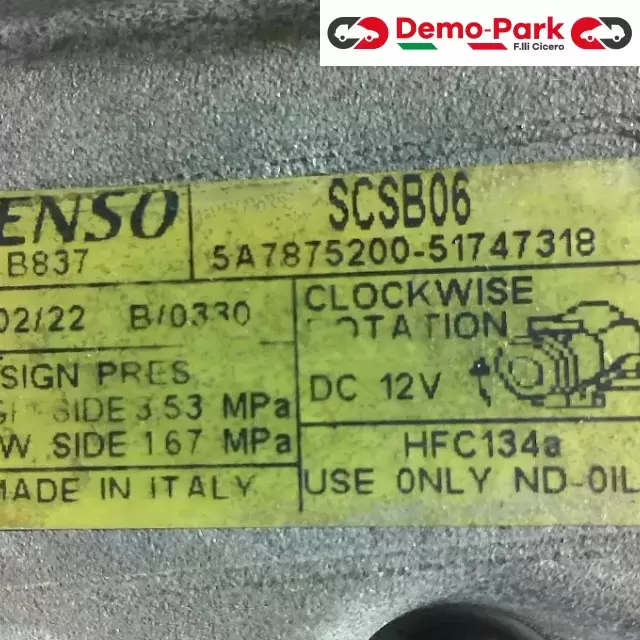 Demo-Park
F.lli Cicero
ENSO
SCSB06
B837
5A7875200-51747318
02/22 B/0330
CLOCKWISE
OTATION
SIGN PRES
DC 12V
SIDE 3.53 MPa
W SIDE 1.67 MPa
HFC134a
MADE IN ITALY
USE ONLY ND-OIL